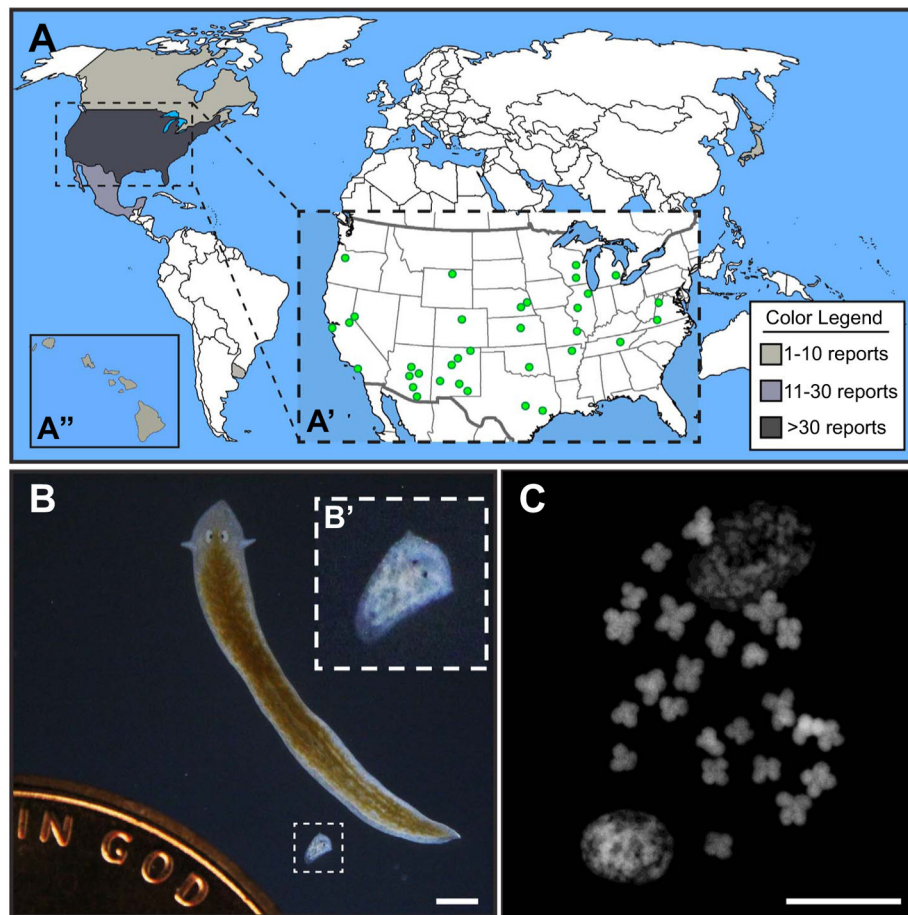 A
Color Legend
1-10 reports
11-30 reports
>30 reports
A'
A"
B
B'
C
IN GOD